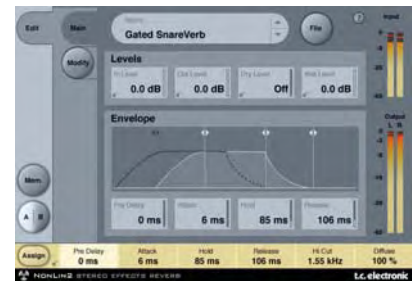 Edit
Main
Gated SnareVerb
File
?
Input
Modify
Levels
In Level
Out Level
Dry Level
Wet Level
0.0 dB
0.0 dB
Off
0.0 dB
Envelope
Output
L R
Pre Delay
Attack
Hold
Release
0 ms
6 ms
85 ms
106 ms
Mem.
A B
Assign
Pre Delay
Attack
Hold
Release
Hi Cut
Diffuse
0 ms
6 ms
85 ms
106 ms
1.55 kHz
100 %
NONLIN2 STEREO EFFECTS REVERB
t.c. electronic